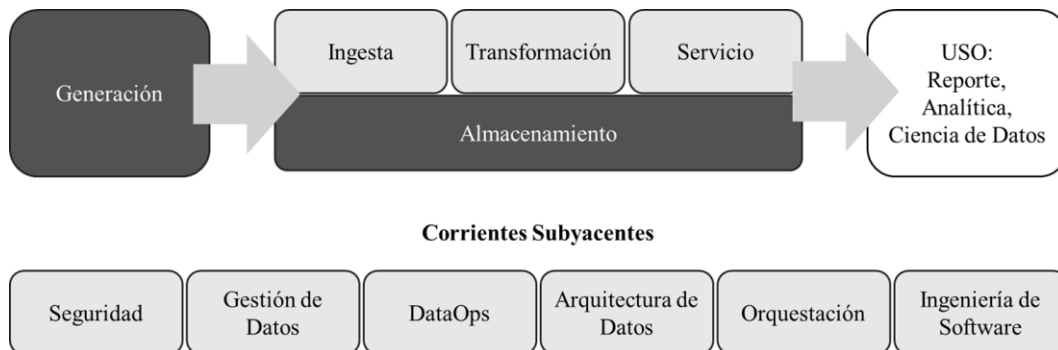 Generación
Ingesta
Transformación
Servicio
Almacenamiento
USO:
Reporte,
Analítica,
Ciencia de Datos
Corrientes Subyacentes
Seguridad
Gestión de
Datos
DataOps
Arquitectura de
Datos
Orquestación
Ingeniería de
Software